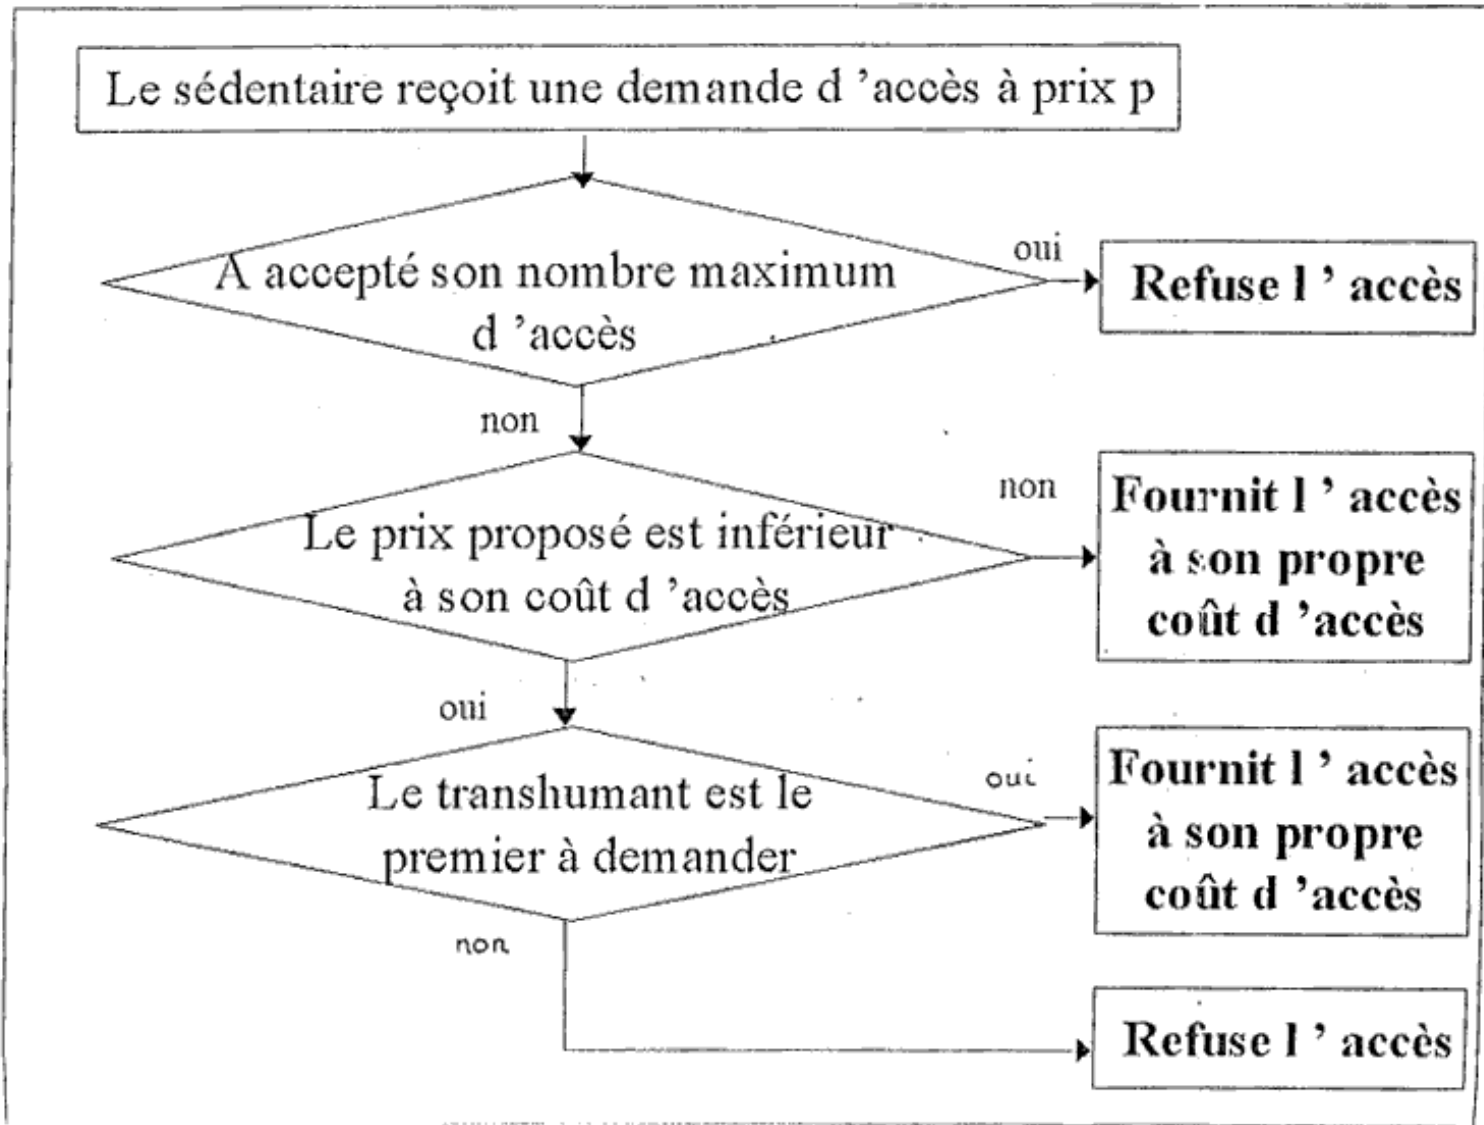 Le sédentaire reçoit une demande d ’accès à prix p
A accepté son nombre maximum
d ’accès
oui
Refuse l ’ accès
non
Le prix proposé est inférieur
à son coût d ’accès
non
Fournit l ’ accès
à son propre
coût d ’accès
oui
Le transhumant est le
premier à demander
oui
Fournit l ’ accès
à son propre
coût d ’accès
non
Refuse l ’ accès